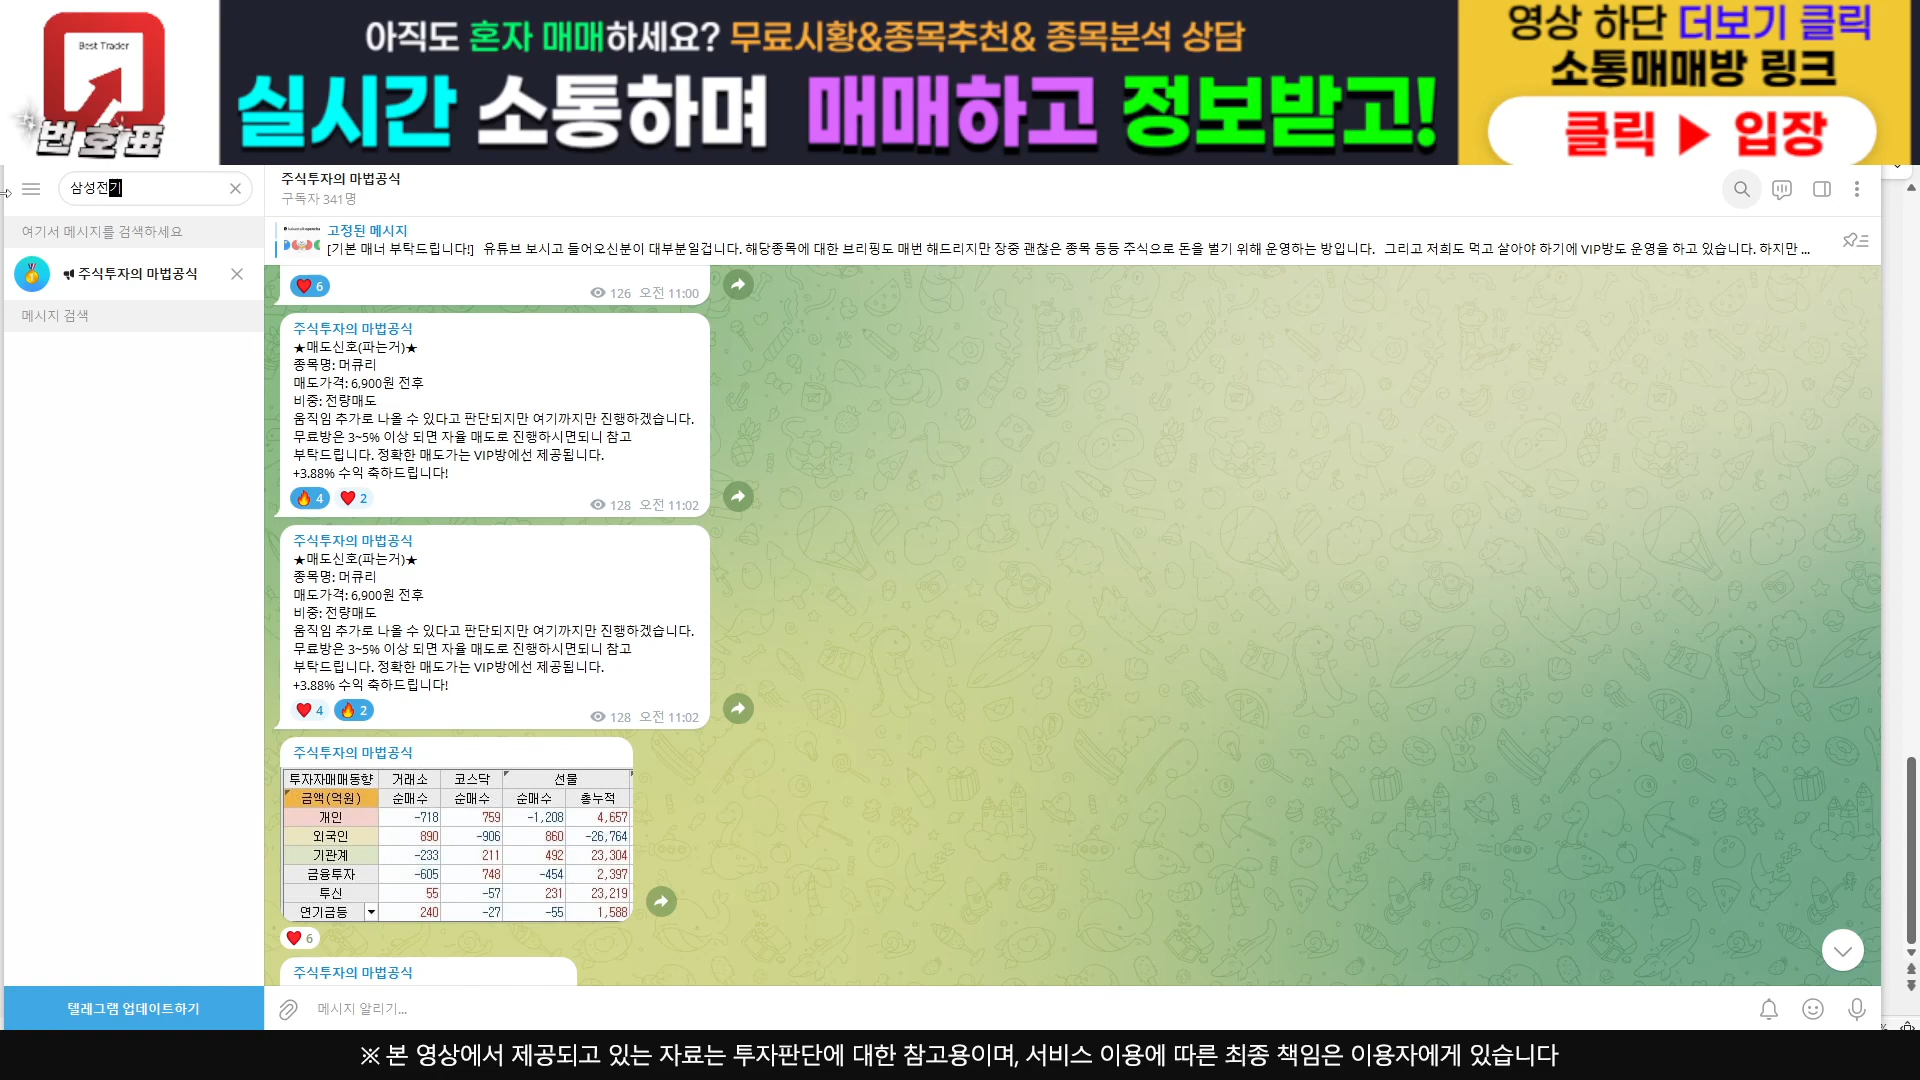 Best Trader
번호표
아직도 혼자 매매하세요? 무료시황&종목추천& 종목분석 상담
실시간 소통하며 매매하고 정보받고!
영상 하단 더보기 클릭
소통매매방 링크
클릭 ▶ 입장
삼성전기
여기서 메시지를 검색하세요
주식투자의 마법공식
메시지 검색
텔레그램 업데이트하기
주식투자의 마법공식
구독자 341명
고정된 메시지
[기본 매너 부탁드립니다!] 유튜브 보시고 들어오신분이 대부분일겁니다. 해당종목에 대한 브리핑도 매번 해드리지만 장중 괜찮은 종목 등등 주식으로 돈을 벌기 위해 운영하는 방입니다. 그리고 저희도 먹고 살아야 하기에 VIP방도 운영을 하고 있습니다. 하지만 ...
6
126 오전 11:00
주식투자의 마법공식
★매도신호(파는거)★
종목명: 머큐리
매도가격: 6,900원 전후
비중: 전량매도
움직임 추가로 나올 수 있다고 판단되지만 여기까지만 진행하겠습니다.
무료방은 3~5% 이상 되면 자율 매도로 진행하시면되니 참고
부탁드립니다. 정확한 매도가는 VIP방에선 제공됩니다.
+3.88% 수익 축하드립니다!
4 2
128 오전 11:02
주식투자의 마법공식
★매도신호(파는거)★
종목명: 머큐리
매도가격: 6,900원 전후
비중: 전량매도
움직임 추가로 나올 수 있다고 판단되지만 여기까지만 진행하겠습니다.
무료방은 3~5% 이상 되면 자율 매도로 진행하시면되니 참고
부탁드립니다. 정확한 매도가는 VIP방에선 제공됩니다.
+3.88% 수익 축하드립니다!
4 2
128 오전 11:02
주식투자의 마법공식
투자자매매동향 거래소 코스닥 선물
금액(억원) 순매수 순매수 순매수 총누적
개인 -718 759 -1,208 4,657
외국인 890 -906 860 -26,764
기관계 -233 211 492 23,304
금융투자 -605 748 -454 2,397
투신 55 -57 231 23,219
연기금등 240 -27 -55 1,588
6
주식투자의 마법공식
메시지 알리기...
※ 본 영상에서 제공되고 있는 자료는 투자판단에 대한 참고용이며, 서비스 이용에 따른 최종 책임은 이용자에게 있습니다